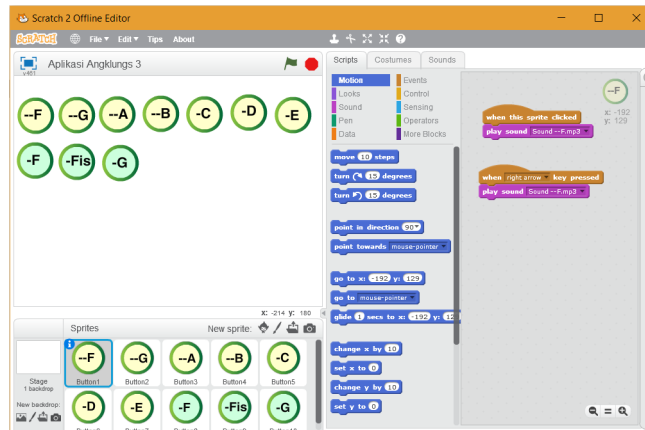 Scratch 2 Offline Editor
SCRATCH File Edit Tips About
Aplikasi Angklungs 3
v461
--F --G --A --B -C -D -E
-F -Fis -G
X: -214 Y: 180
Sprites New sprite:
Stage
1 backdrop
New backdrop:
--F --G --A --B -C
Button1 Button2 Button3 Button4 Button5
-D -E -F -Fis -G
Scripts Costumes Sounds
Motion Events
Looks Control
Sound Sensing
Pen Operators
Data More Blocks
move 10 steps
turn 15 degrees
turn 15 degrees
point in direction 90
point towards mouse-pointer
go to x: -192 y: 129
go to mouse-pointer
glide 1 secs to x: -192 y: 12
change x by 10
set x to 0
change y by 10
set y to 0
--F
x: -192
y: 129
when this sprite clicked
play sound Sound --F.mp3
when right arrow key pressed
play sound Sound --F.mp3